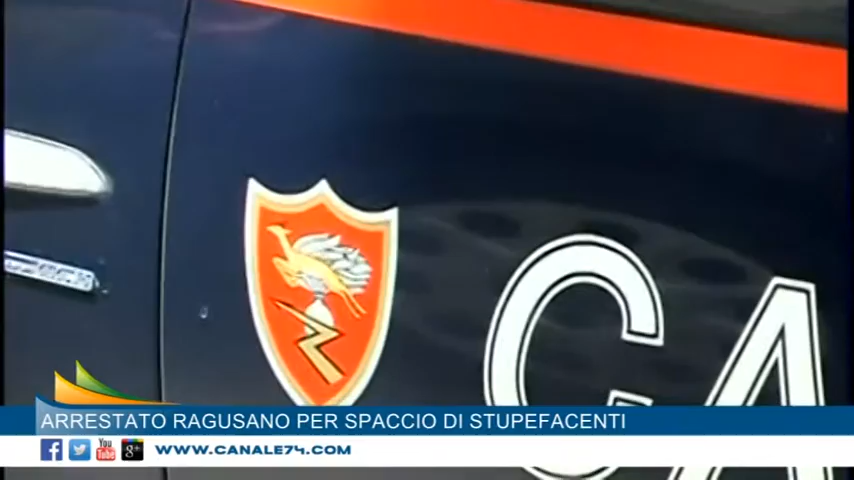 CA
ARRESTATO RAGUSANO PER SPACCIO DI STUPEFACENTI
f You Tube g+
WWW.CANALE74.COM